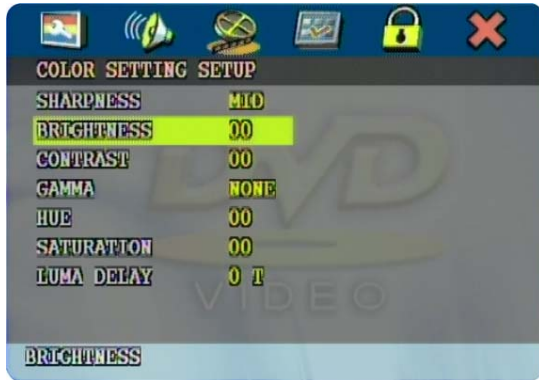 COLOR SETTING SETUP
SHARPNESS MID
BRIGHTNESS 00
CONTRAST 00
GAMMA NONE
HUE 00
SATURATION 00
LUMA DELAY 0 T
DVD
VIDEO
BRIGHTNESS